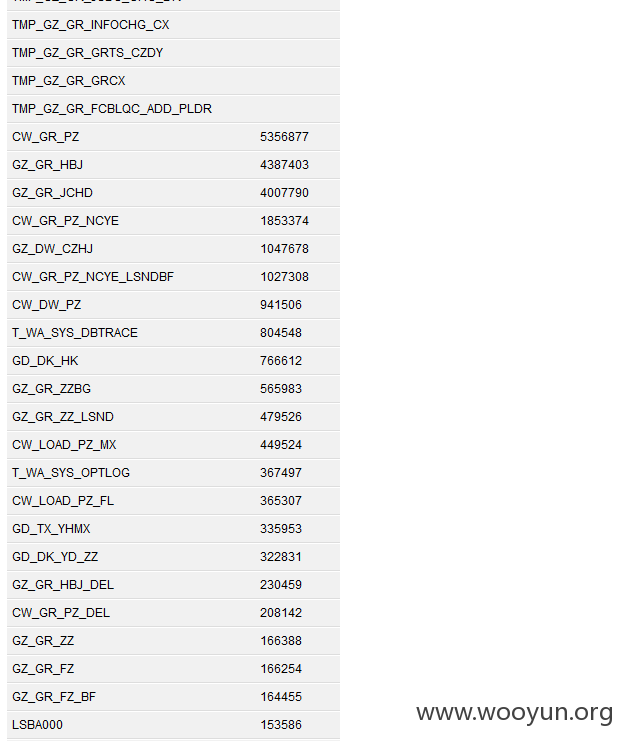 TMP_GZ_GR_INFOCHG_CX
TMP_GZ_GR_GRTS_CZDY
TMP_GZ_GR_GRCX
TMP_GZ_GR_FCBLQC_ADD_PLDR
CW_GR_PZ 5356877
GZ_GR_HBJ 4387403
GZ_GR_JCHD 4007790
CW_GR_PZ_NCYE 1853374
GZ_DW_CZHJ 1047678
CW_GR_PZ_NCYE_LSNDBF 1027308
CW_DW_PZ 941506
T_WA_SYS_DBTRACE 804548
GD_DK_HK 766612
GZ_GR_ZZBG 565983
GZ_GR_ZZ_LSND 479526
CW_LOAD_PZ_MX 449524
T_WA_SYS_OPTLOG 367497
CW_LOAD_PZ_FL 365307
GD_TX_YHMX 335953
GD_DK_YD_ZZ 322831
GZ_GR_HBJ_DEL 230459
CW_GR_PZ_DEL 208142
GZ_GR_ZZ 166388
GZ_GR_FZ 166254
GZ_GR_FZ_BF 164455
LSBA000 153586
www.wooyun.org